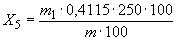 X₅ = m₁ · 0,4115 · 250 · 100 / m · 100